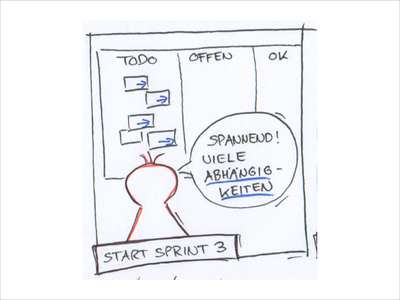 TODO OFFEN OK
SPANNEND!
VIELE
ABHÄNGIG-
KEITEN
START SPRINT 3